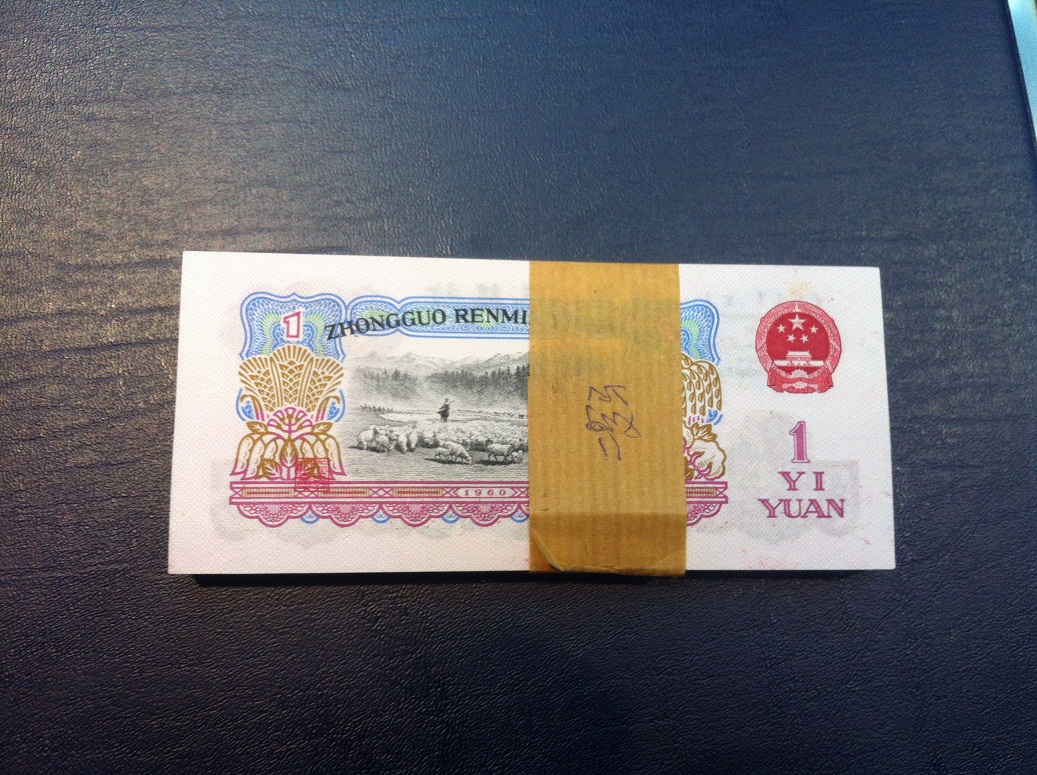 1
ZHONGGUO RENMI
1960
1
YI
YUAN